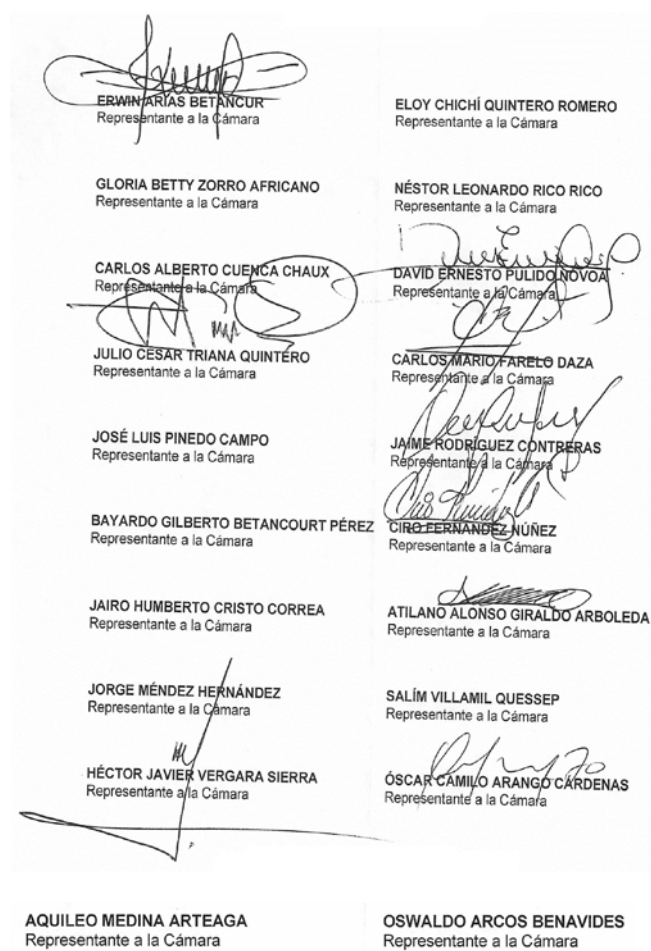 ERWIN ARIAS BETANCUR
Representante a la Cámara
ELOY CHICHÍ QUINTERO ROMERO
Representante a la Cámara
GLORIA BETTY ZORRO AFRICANO
Representante a la Cámara
NÉSTOR LEONARDO RICO RICO
Representante a la Cámara
CARLOS ALBERTO CUENCA CHAUX
Representante a la Cámara
DAVID ERNESTO PULIDO NOVOA
Representante a la Cámara
JULIO CESAR TRIANA QUINTERO
Representante a la Cámara
CARLOS MARIO FARELO DAZA
Representante a la Cámara
JOSÉ LUIS PINEDO CAMPO
Representante a la Cámara
JAIME RODRÍGUEZ CONTRERAS
Representante a la Cámara
BAYARDO GILBERTO BETANCOURT PÉREZ
Representante a la Cámara
CIRO FERNÁNDEZ NÚÑEZ
Representante a la Cámara
JAIRO HUMBERTO CRISTO CORREA
Representante a la Cámara
ATILANO ALONSO GIRALDO ARBOLEDA
Representante a la Cámara
JORGE MÉNDEZ HERNÁNDEZ
Representante a la Cámara
SALÍM VILLAMIL QUESSEP
Representante a la Cámara
HÉCTOR JAVIER VERGARA SIERRA
Representante a la Cámara
ÓSCAR CAMILO ARANGO CÁRDENAS
Representante a la Cámara
AQUILEO MEDINA ARTEAGA
Representante a la Cámara
OSWALDO ARCOS BENAVIDES
Representante a la Cámara